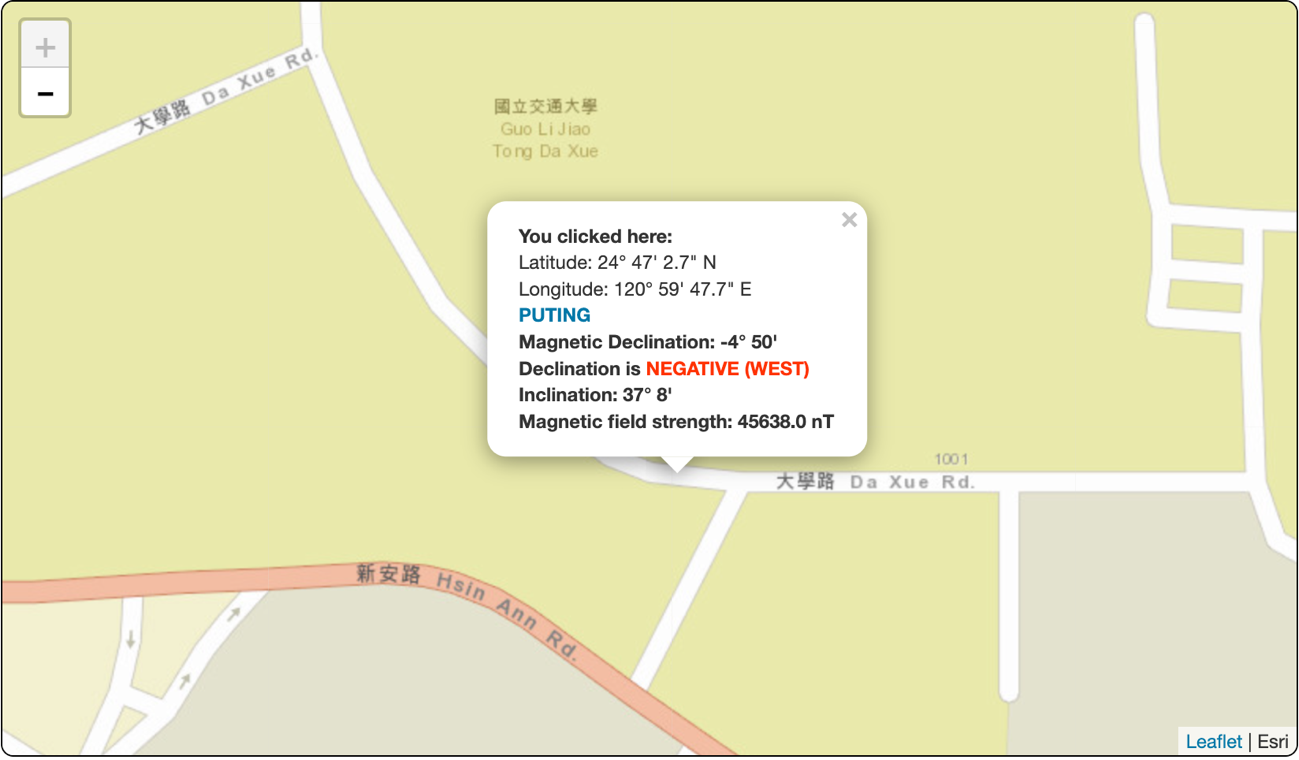 +
−
大學路 Da Xue Rd.
國立交通大學
Guo Li Jiao
Tong Da Xue
×
You clicked here:
Latitude: 24° 47' 2.7" N
Longitude: 120° 59' 47.7" E
PUTING
Magnetic Declination: -4° 50'
Declination is NEGATIVE (WEST)
Inclination: 37° 8'
Magnetic field strength: 45638.0 nT
1001
大學路 Da Xue Rd.
新安路 Hsin Ann Rd.
Leaflet | Esri